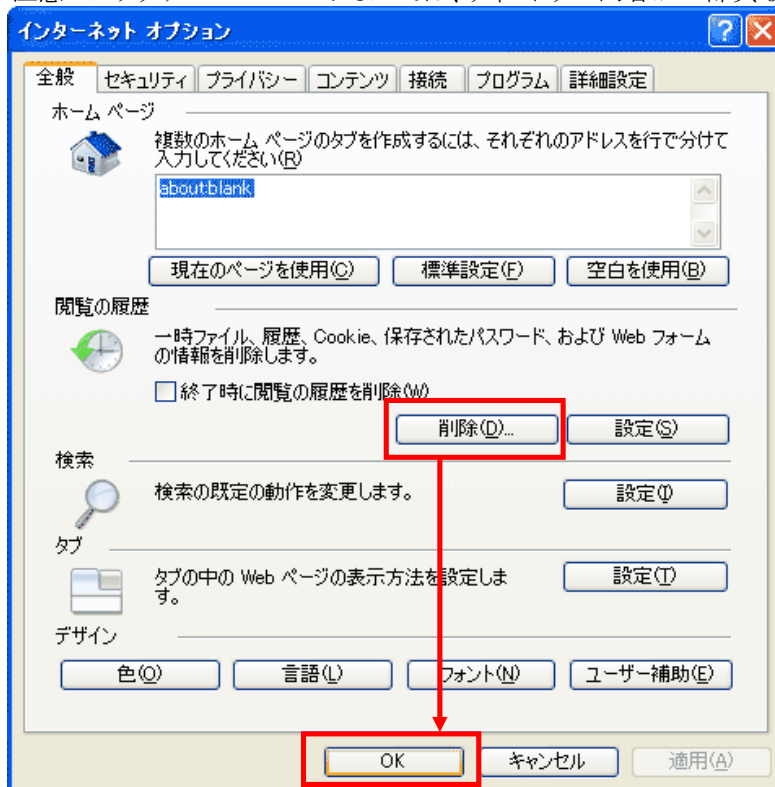 インターネット オプション
全般 セキュリティ プライバシー コンテンツ 接続 プログラム 詳細設定
ホーム ページ
複数のホーム ページのタブを作成するには、それぞれのアドレスを行で分けて
入力してください(R)
about:blank
現在のページを使用(C) 標準設定(F) 空白を使用(B)
閲覧の履歴
一時ファイル、履歴、Cookie、保存されたパスワード、および Web フォーム
の情報を削除します。
終了時に閲覧の履歴を削除(W)
削除(D)... 設定(S)
検索
検索の既定の動作を変更します。
設定(I)
タブ
タブの中の Web ページの表示方法を設定しま
す。
設定(T)
デザイン
色(O) 言語(L) フォント(N) ユーザー補助(E)
OK キャンセル 適用(A)